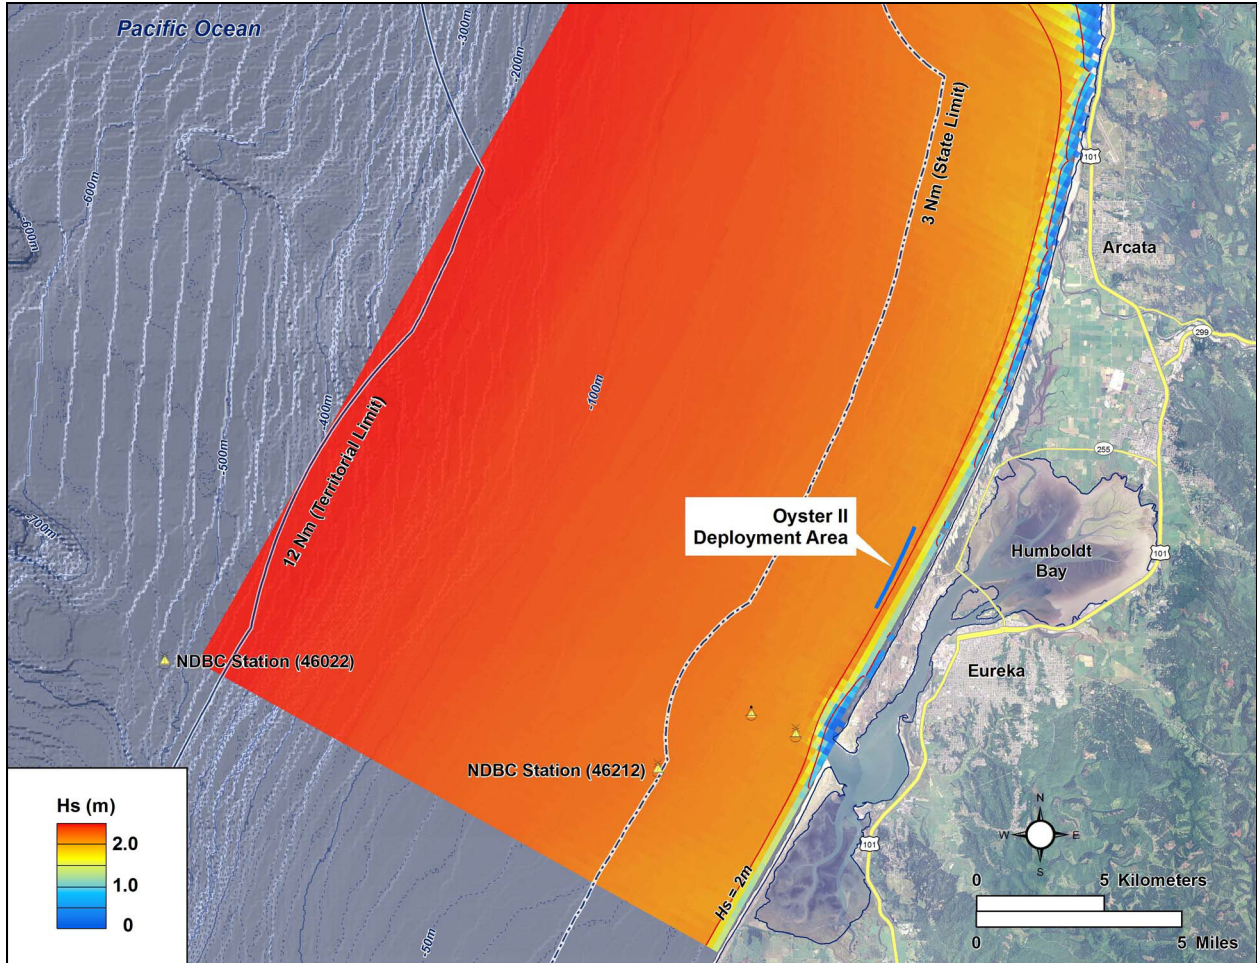 Pacific Ocean
-300m
-200m
3 Nm (State Limit)
101
-600m
-600m
Arcata
299
-100m
-400m
12 Nm (Territorial Limit)
-500m
255
-700m
Oyster II
Deployment Area
Humboldt
Bay
101
NDBC Station (46022)
Eureka
NDBC Station (46212)
Hs (m)
2.0
1.0
0
Hs = 2m
101
N
W
E
S
0
5 Kilometers
-50m
0
5 Miles